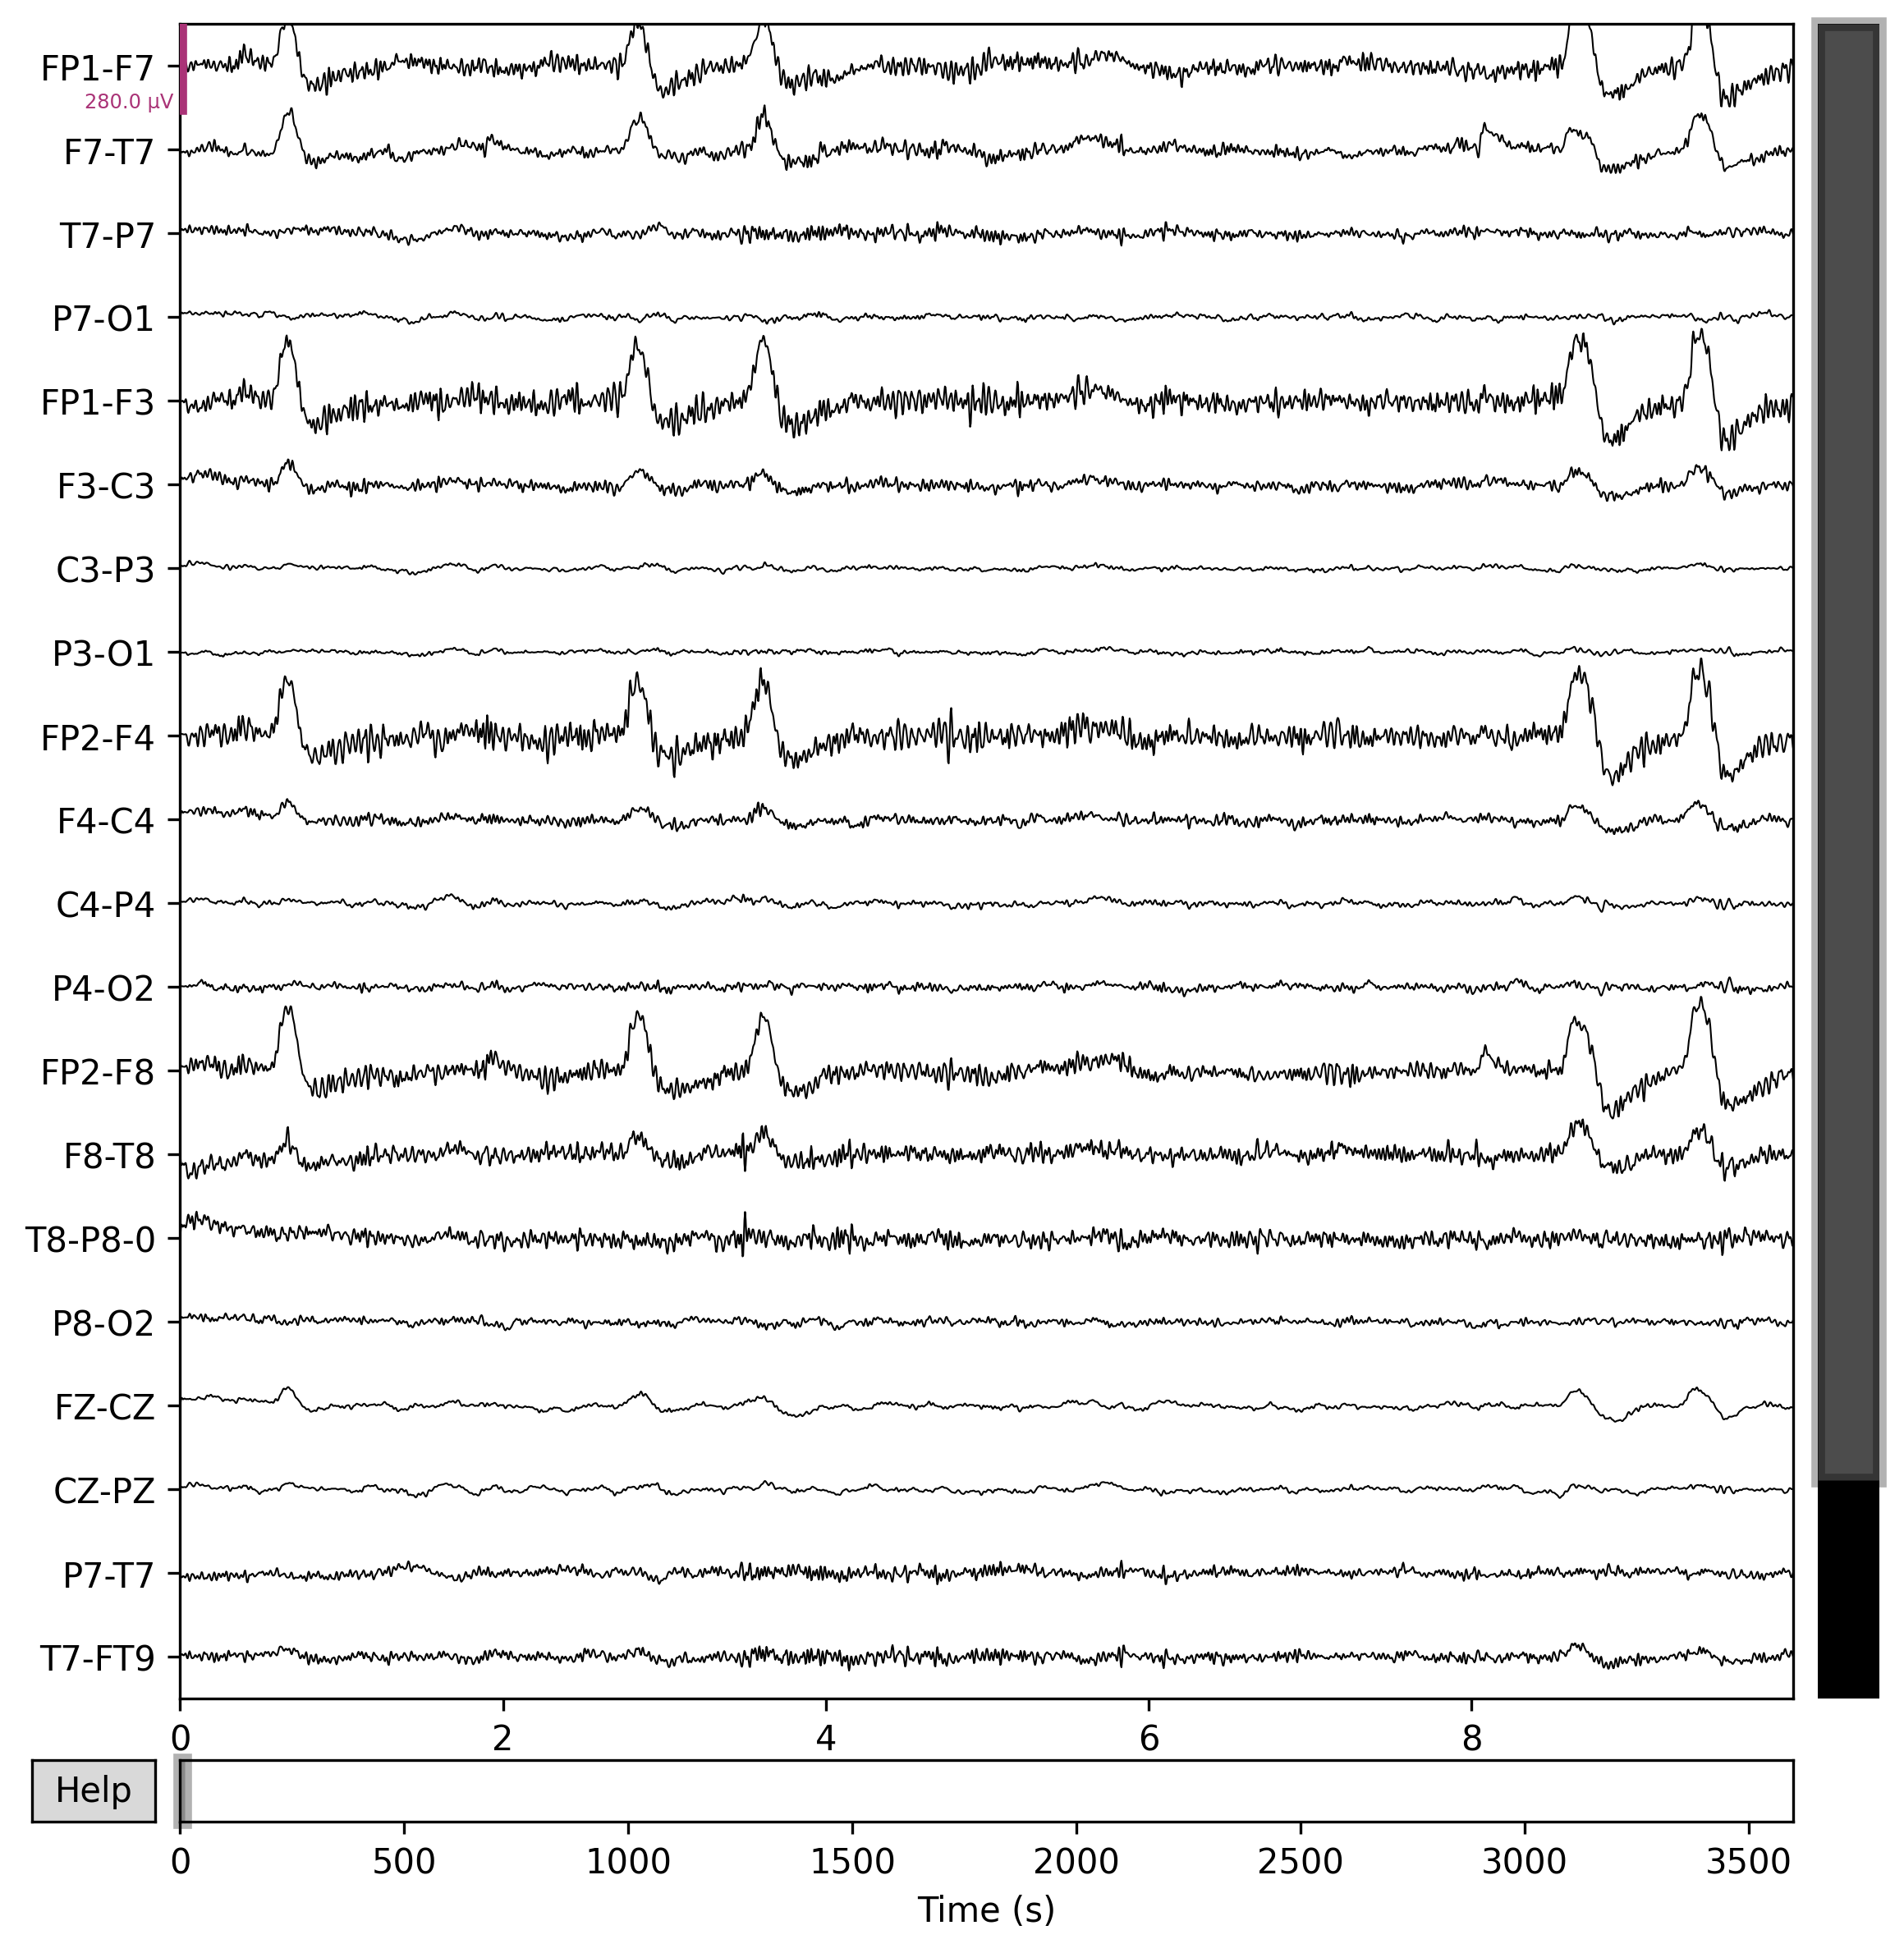 FP1-F7
280.0 µV
F7-T7
T7-P7
P7-O1
FP1-F3
F3-C3
C3-P3
P3-O1
FP2-F4
F4-C4
C4-P4
P4-O2
FP2-F8
F8-T8
T8-P8-0
P8-O2
FZ-CZ
CZ-PZ
P7-T7
T7-FT9
0 2 4 6 8
Help
0 500 1000 1500 2000 2500 3000 3500
Time (s)